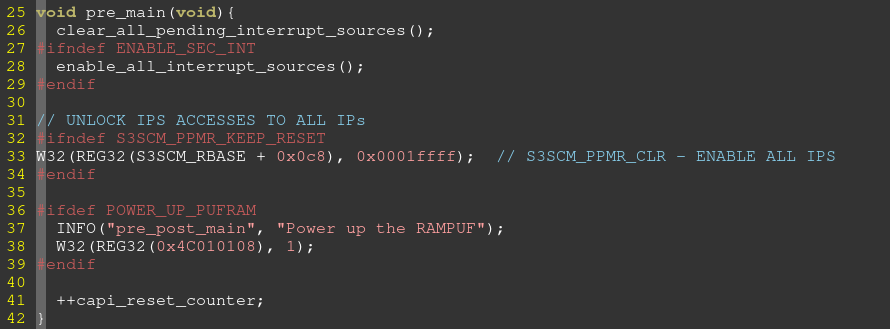 25 void pre_main(void){
26   clear_all_pending_interrupt_sources();
27 #ifndef ENABLE_SEC_INT
28   enable_all_interrupt_sources();
29 #endif
30
31 // UNLOCK IPS ACCESSES TO ALL IPs
32 #ifndef S3SCM_PPMR_KEEP_RESET
33 W32(REG32(S3SCM_RBASE + 0x0c8), 0x0001ffff);  // S3SCM_PPMR_CLR - ENABLE ALL IPS
34 #endif
35
36 #ifdef POWER_UP_PUFRAM
37   INFO("pre_post_main", "Power up the RAMPUF");
38   W32(REG32(0x4C010108), 1);
39 #endif
40
41   ++capi_reset_counter;
42 }